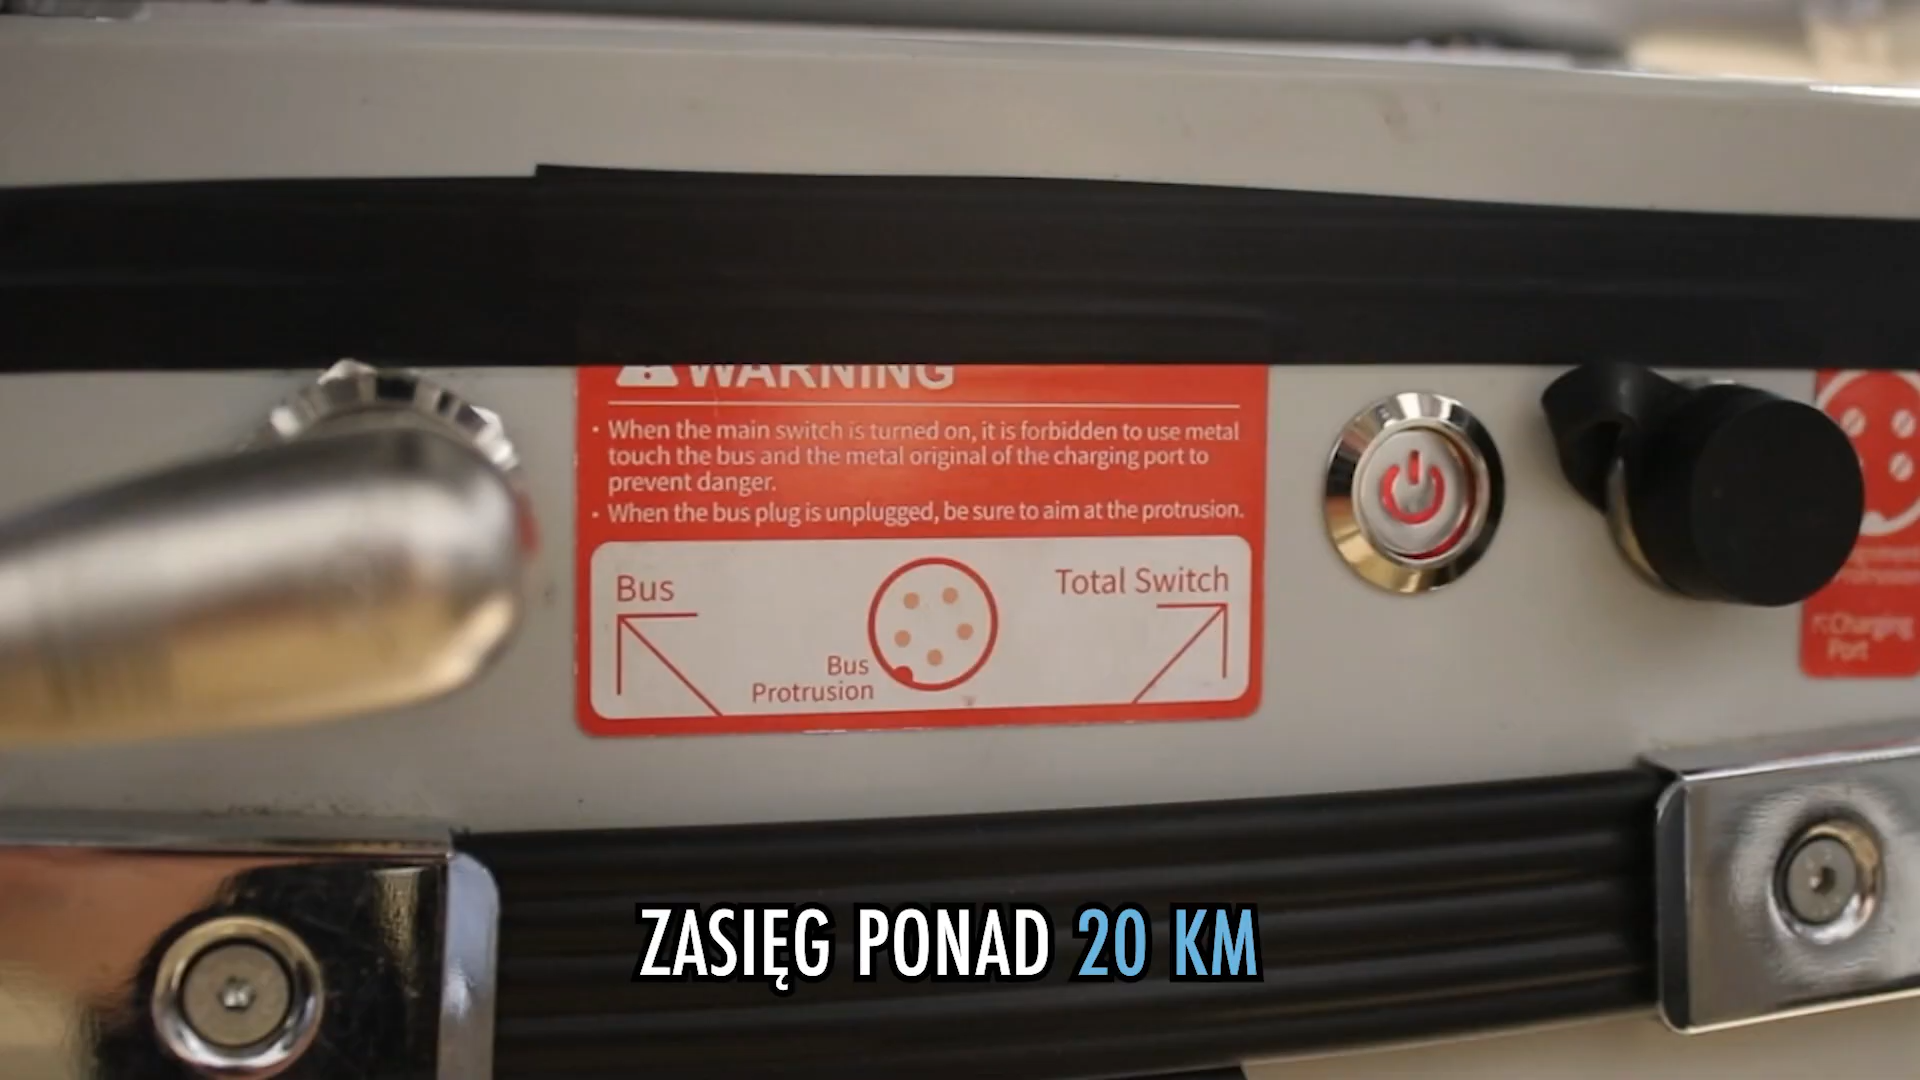 WARNING
· When the main switch is turned on, it is forbidden to use metal
touch the bus and the metal original of the charging port to
prevent danger.
· When the bus plug is unplugged, be sure to aim at the protrusion.
Bus
Total Switch
Bus
Protrusion
Charging
Port
ZASIĘG PONAD 20 KM